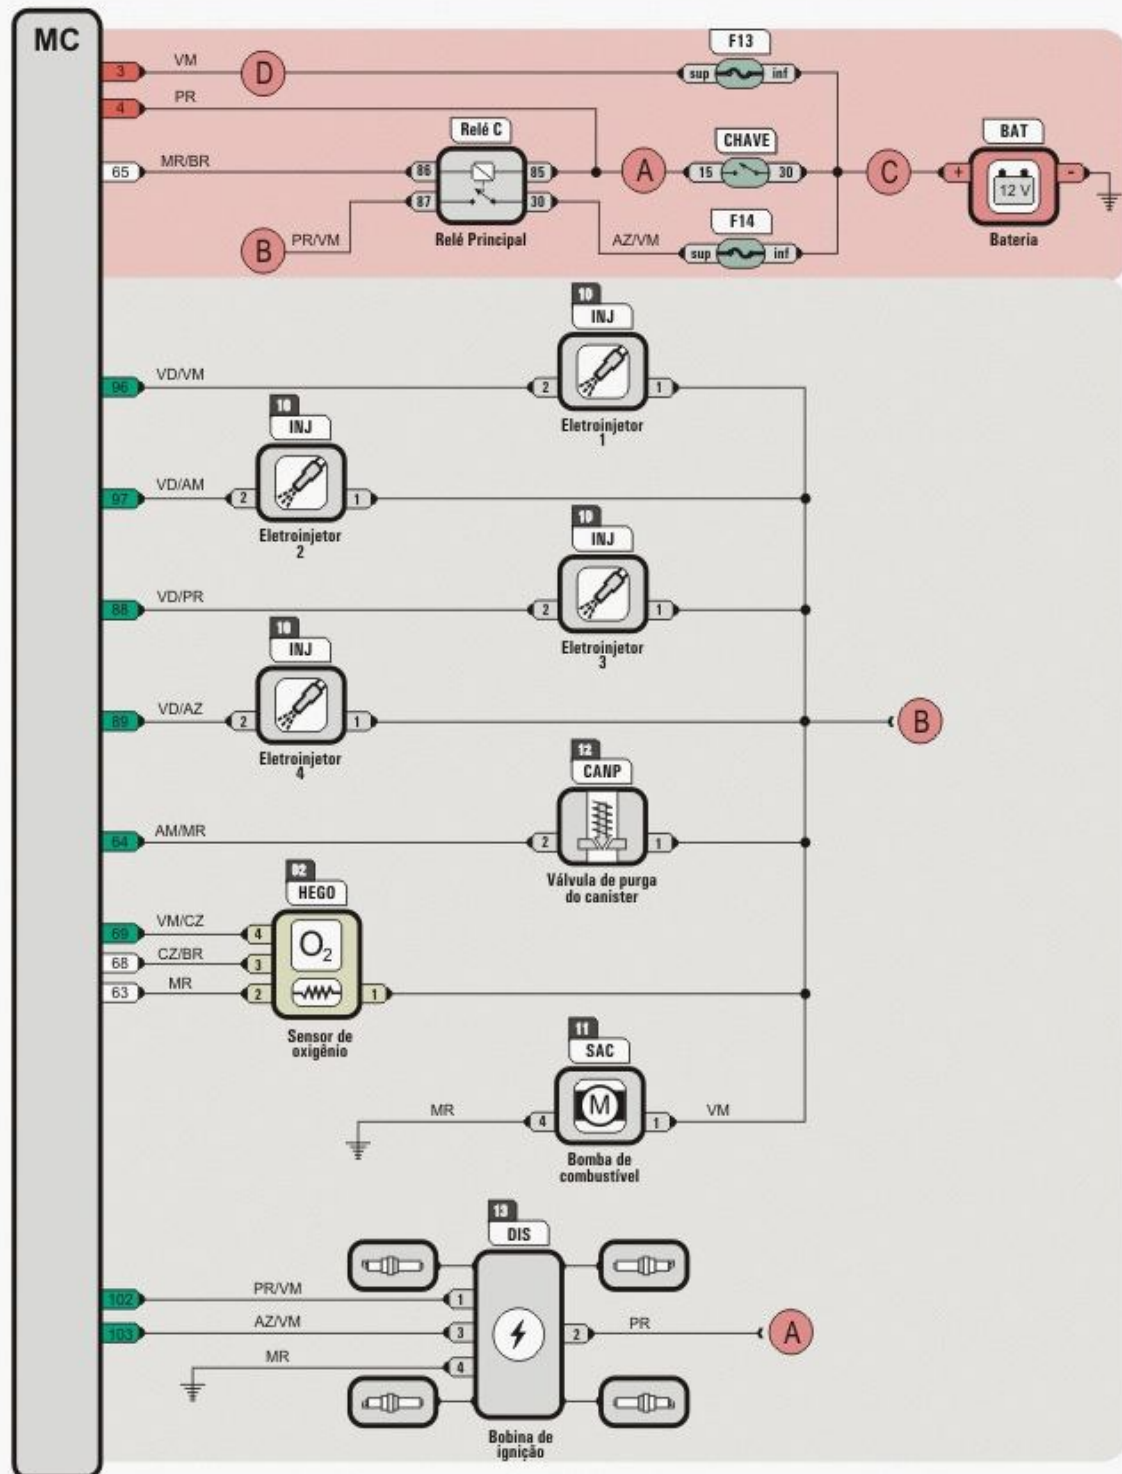 MC
F13
3 VM D sup inf
4 PR
Relé C CHAVE BAT
65 MR/BR 86 85 A 15 30 C + -
12 V
87 30 F14
B PR/VM Relé Principal AZ/VM sup inf Bateria
10
INJ
96 VD/VM 2 1
Eletroinjetor
1
10
INJ
97 VD/AM 2 1
Eletroinjetor
2
10
INJ
88 VD/PR 2 1
Eletroinjetor
3
10
INJ
89 VD/AZ 2 1 B
Eletroinjetor
4
12
CANP
64 AM/MR 2 1
Válvula de purga
do canister
02
HEGO
69 VM/CZ 4
O2
68 CZ/BR 3
63 MR 2 1
Sensor de
oxigênio
11
SAC
M
MR 4 1 VM
Bomba de
combustível
13
DIS
102 PR/VM 1
103 AZ/VM 3 2 PR A
MR 4
Bobina de
ignição